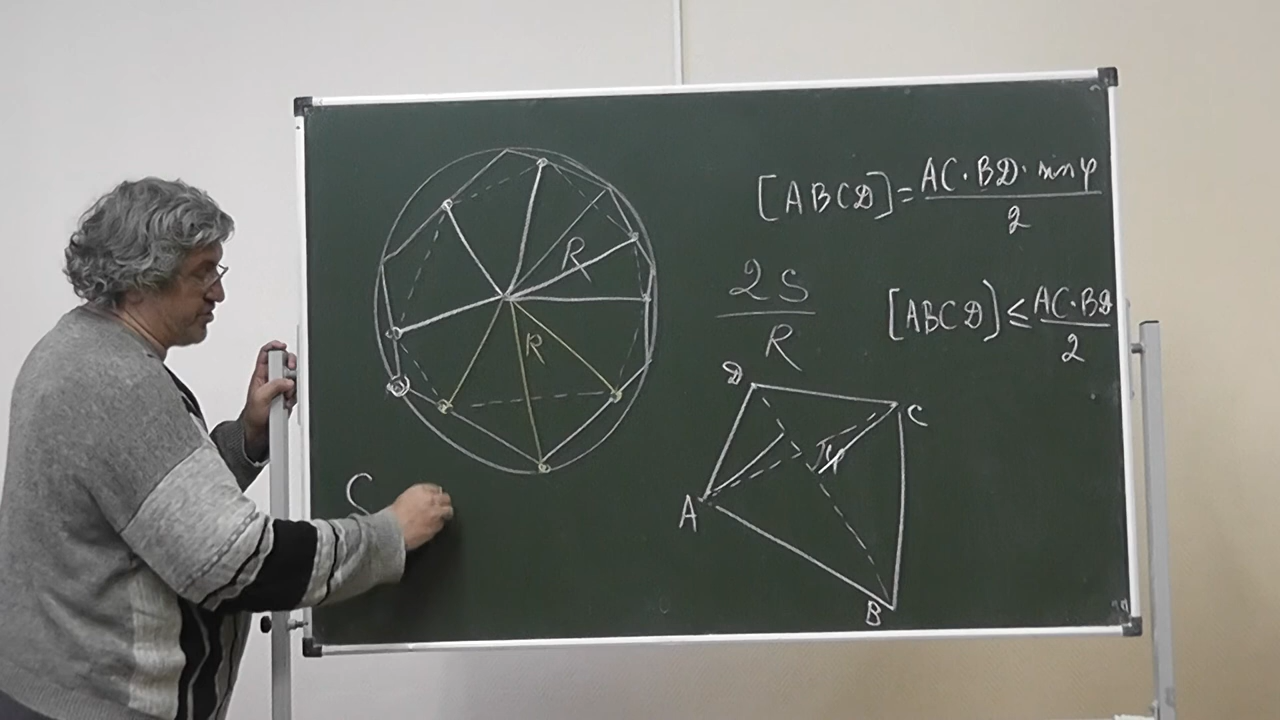 [ABCD] = AC · BD · sin φ / 2
R
2S / R
[ABCD] ≤ AC · BD / 2
R
D
C
φ
A
B
S